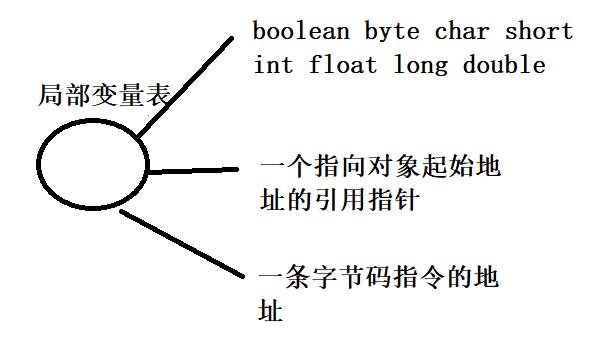 boolean byte char short
int float long double
局部变量表
一个指向对象起始地
址的引用指针
一条字节码指令的地
址